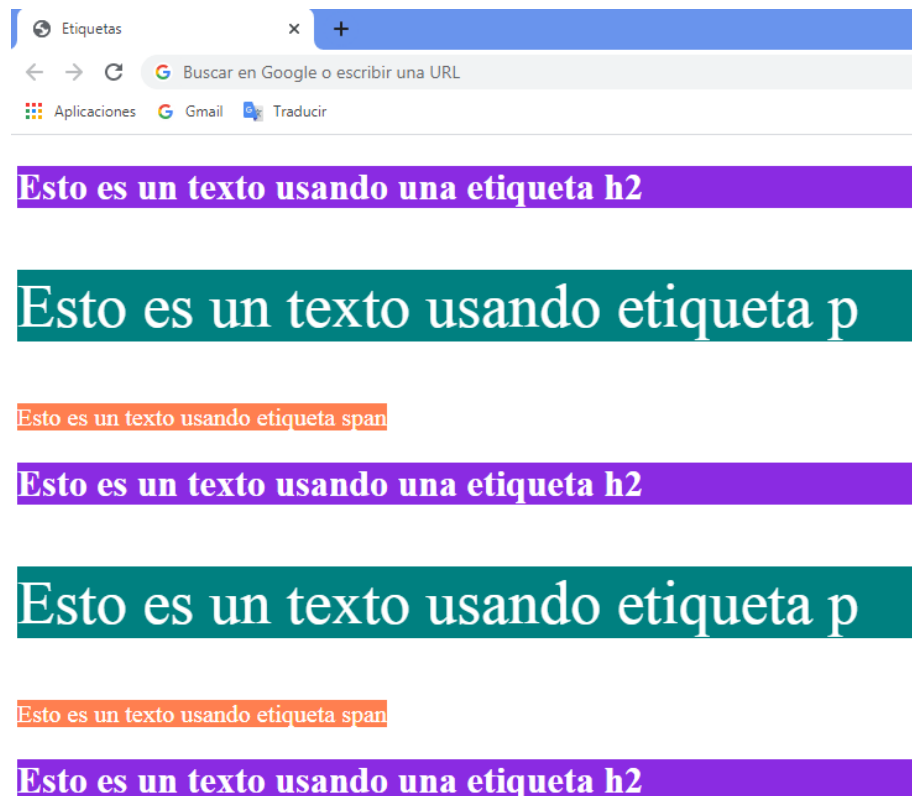 Etiquetas
Buscar en Google o escribir una URL
Aplicaciones Gmail Traducir
Esto es un texto usando una etiqueta h2
Esto es un texto usando etiqueta p
Esto es un texto usando etiqueta span
Esto es un texto usando una etiqueta h2
Esto es un texto usando etiqueta p
Esto es un texto usando etiqueta span
Esto es un texto usando una etiqueta h2